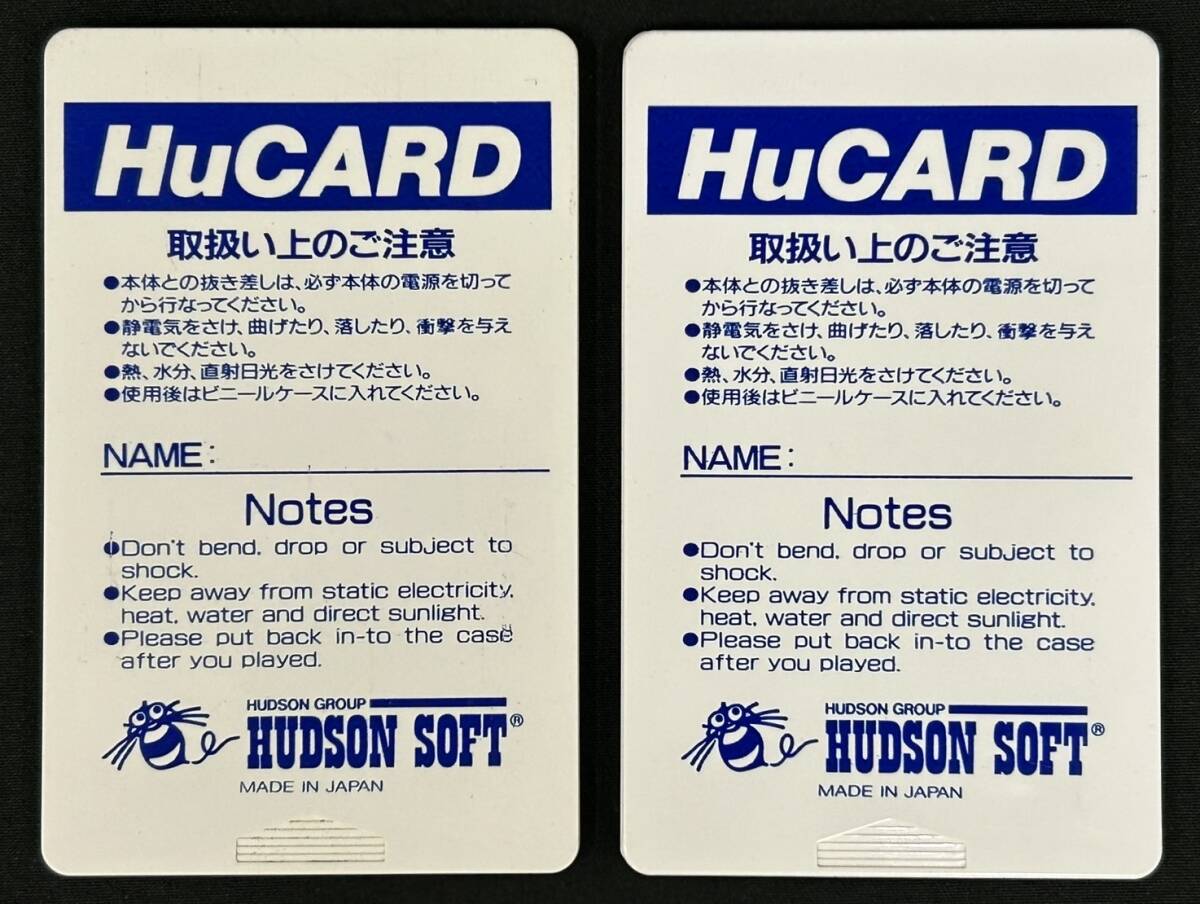 HuCARD
取扱い上のご注意
●本体との抜き差しは、必ず本体の電源を切って
から行なってください。
●静電気をさけ、曲げたり、落したり、衝撃を与え
ないでください。
●熱、水分、直射日光をさけてください。
●使用後はビニールケースに入れてください。
NAME:
Notes
●Don't bend, drop or subject to
shock.
●Keep away from static electricity,
heat, water and direct sunlight.
●Please put back in-to the case
after you played.
HUDSON GROUP
HUDSON SOFT®
MADE IN JAPAN
HuCARD
取扱い上のご注意
●本体との抜き差しは、必ず本体の電源を切って
から行なってください。
●静電気をさけ、曲げたり、落したり、衝撃を与え
ないでください。
●熱、水分、直射日光をさけてください。
●使用後はビニールケースに入れてください。
NAME:
Notes
●Don't bend, drop or subject to
shock.
●Keep away from static electricity,
heat, water and direct sunlight.
●Please put back in-to the case
after you played.
HUDSON GROUP
HUDSON SOFT®
MADE IN JAPAN